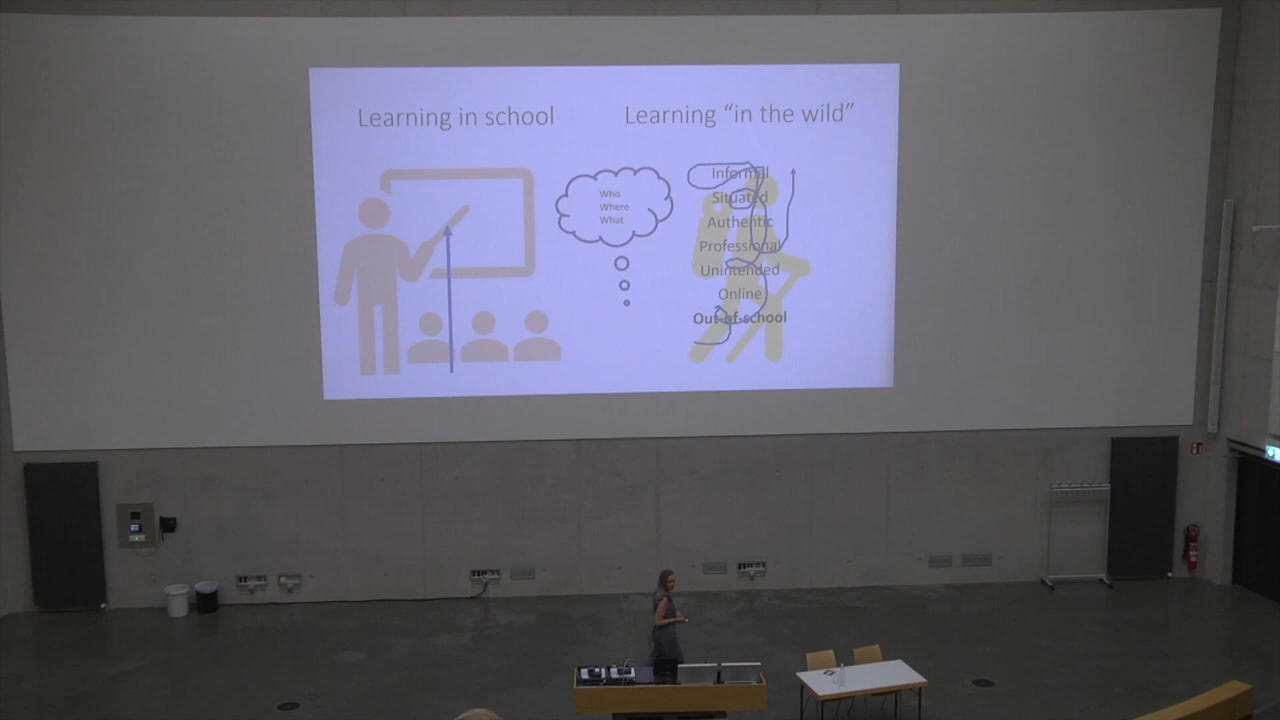 Learning in school
Learning “in the wild”
Who
Where
What
Informal
Situated
Authentic
Professional
Unintended
Online
Out-of-school